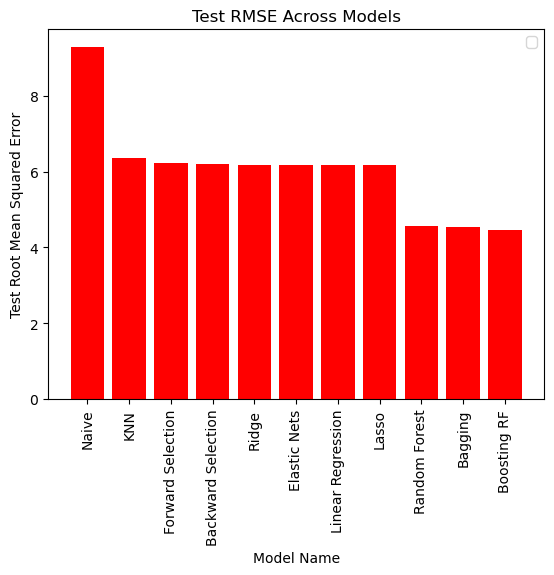 Test RMSE Across Models
Test Root Mean Squared Error
8
6
4
2
0
Naive
KNN
Forward Selection
Backward Selection
Ridge
Elastic Nets
Linear Regression
Lasso
Random Forest
Bagging
Boosting RF
Model Name